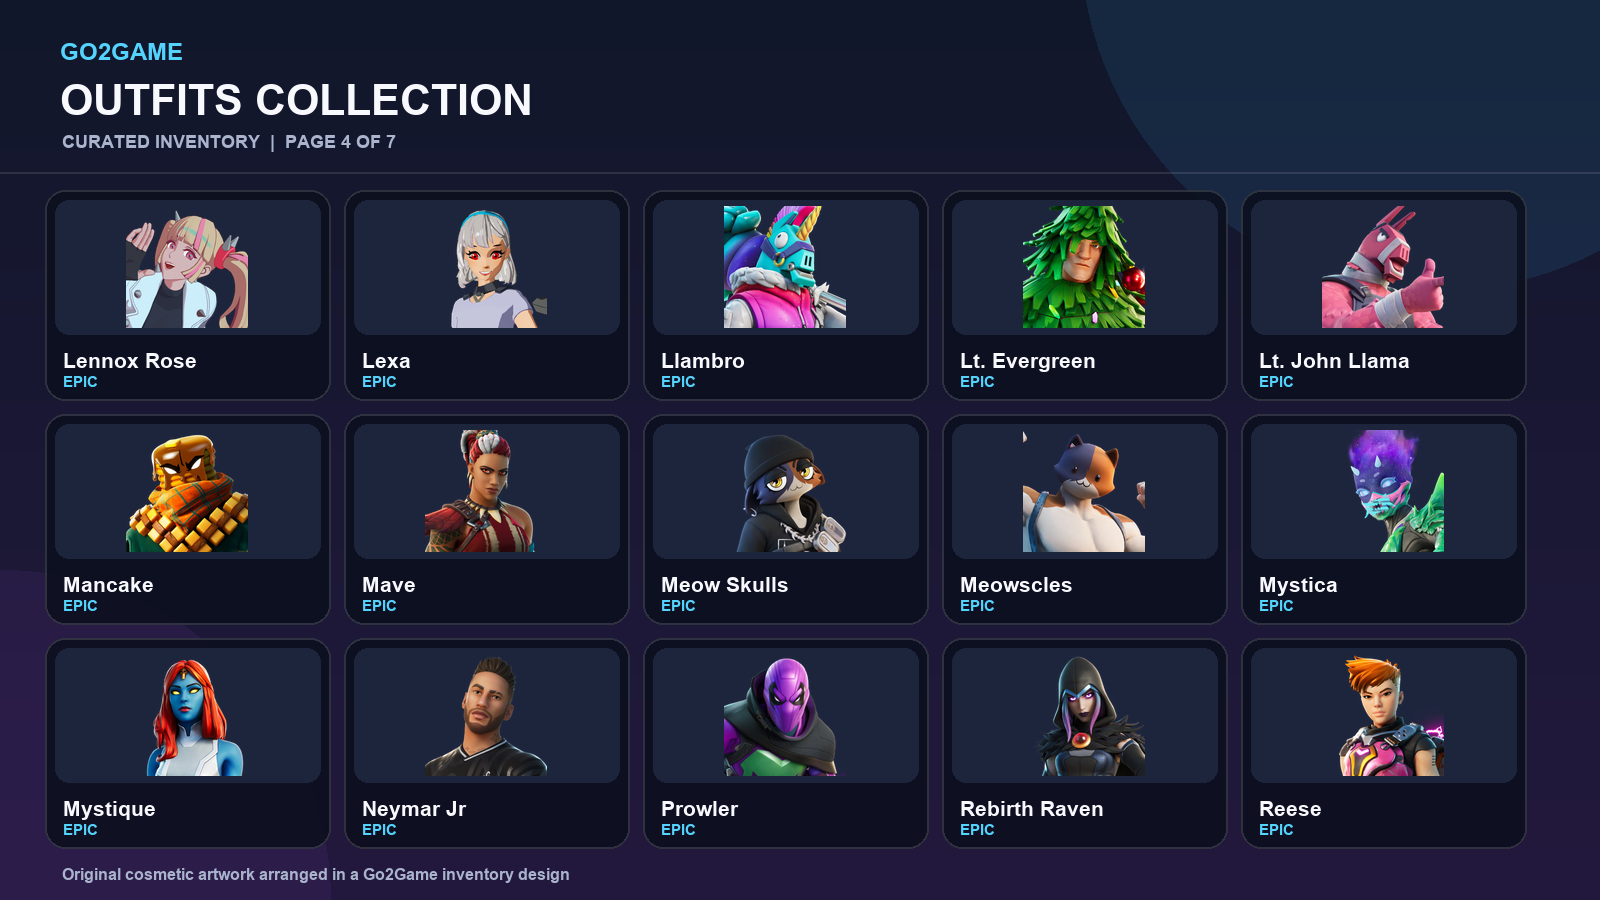 GO2GAME
OUTFITS COLLECTION
CURATED INVENTORY | PAGE 4 OF 7
Lennox Rose
EPIC
Lexa
EPIC
Llambro
EPIC
Lt. Evergreen
EPIC
Lt. John Llama
EPIC
Mancake
EPIC
Mave
EPIC
Meow Skulls
EPIC
Meowscles
EPIC
Mystica
EPIC
Mystique
EPIC
Neymar Jr
EPIC
Prowler
EPIC
Rebirth Raven
EPIC
Reese
EPIC
Original cosmetic artwork arranged in a Go2Game inventory design